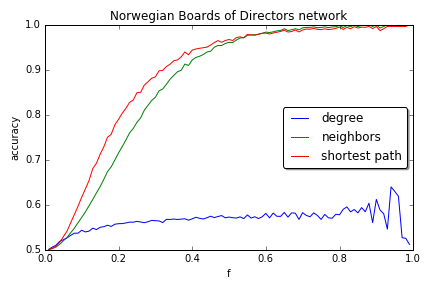 Norwegian Boards of Directors network
1.0
0.9
0.8
0.7
0.6
0.5
accuracy
degree
neighbors
shortest path
0.0 0.2 0.4 0.6 0.8 1.0
f